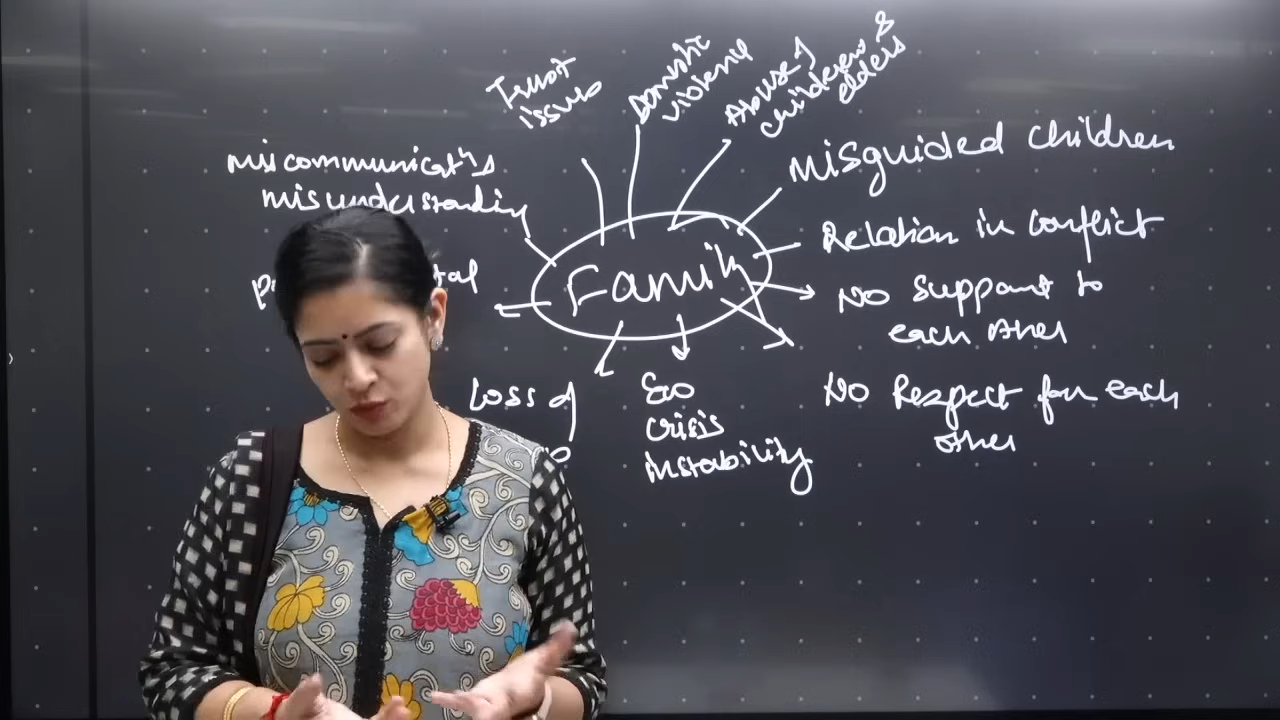 Trust
issues
Domestic
violence
Abuse of
children &
elders
miscommunicat's
misunderstanding
misguided children
Relation in conflict
Family
No support to
each other
Loss of
Eco
crisis
instability
No Respect for each
other